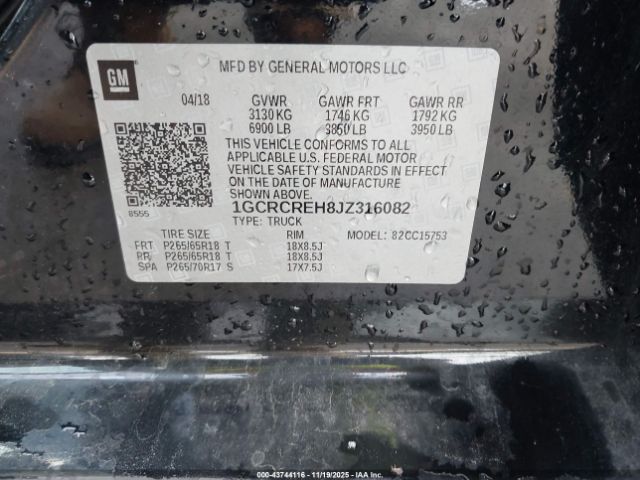 GM
MFD BY GENERAL MOTORS LLC
04/18 GVWR GAWR FRT GAWR RR
3130 KG 1746 KG 1792 KG
6900 LB 3850 LB 3950 LB
THIS VEHICLE CONFORMS TO ALL
APPLICABLE U.S. FEDERAL MOTOR
VEHICLE SAFETY STANDARDS IN EFFECT
ON THE DATE OF MANUFACTURE
SHOWN ABOVE.
8555 1GCRCREH8JZ316082
TYPE: TRUCK
TIRE SIZE RIM MODEL: 82CC15753
FRT P265/65R18 T 18X8.5J
RR P265/65R18 T 18X8.5J
SPA P265/70R17 S 17X7.5J
00-43744116 - 11/19/2025 - IAA, Inc.